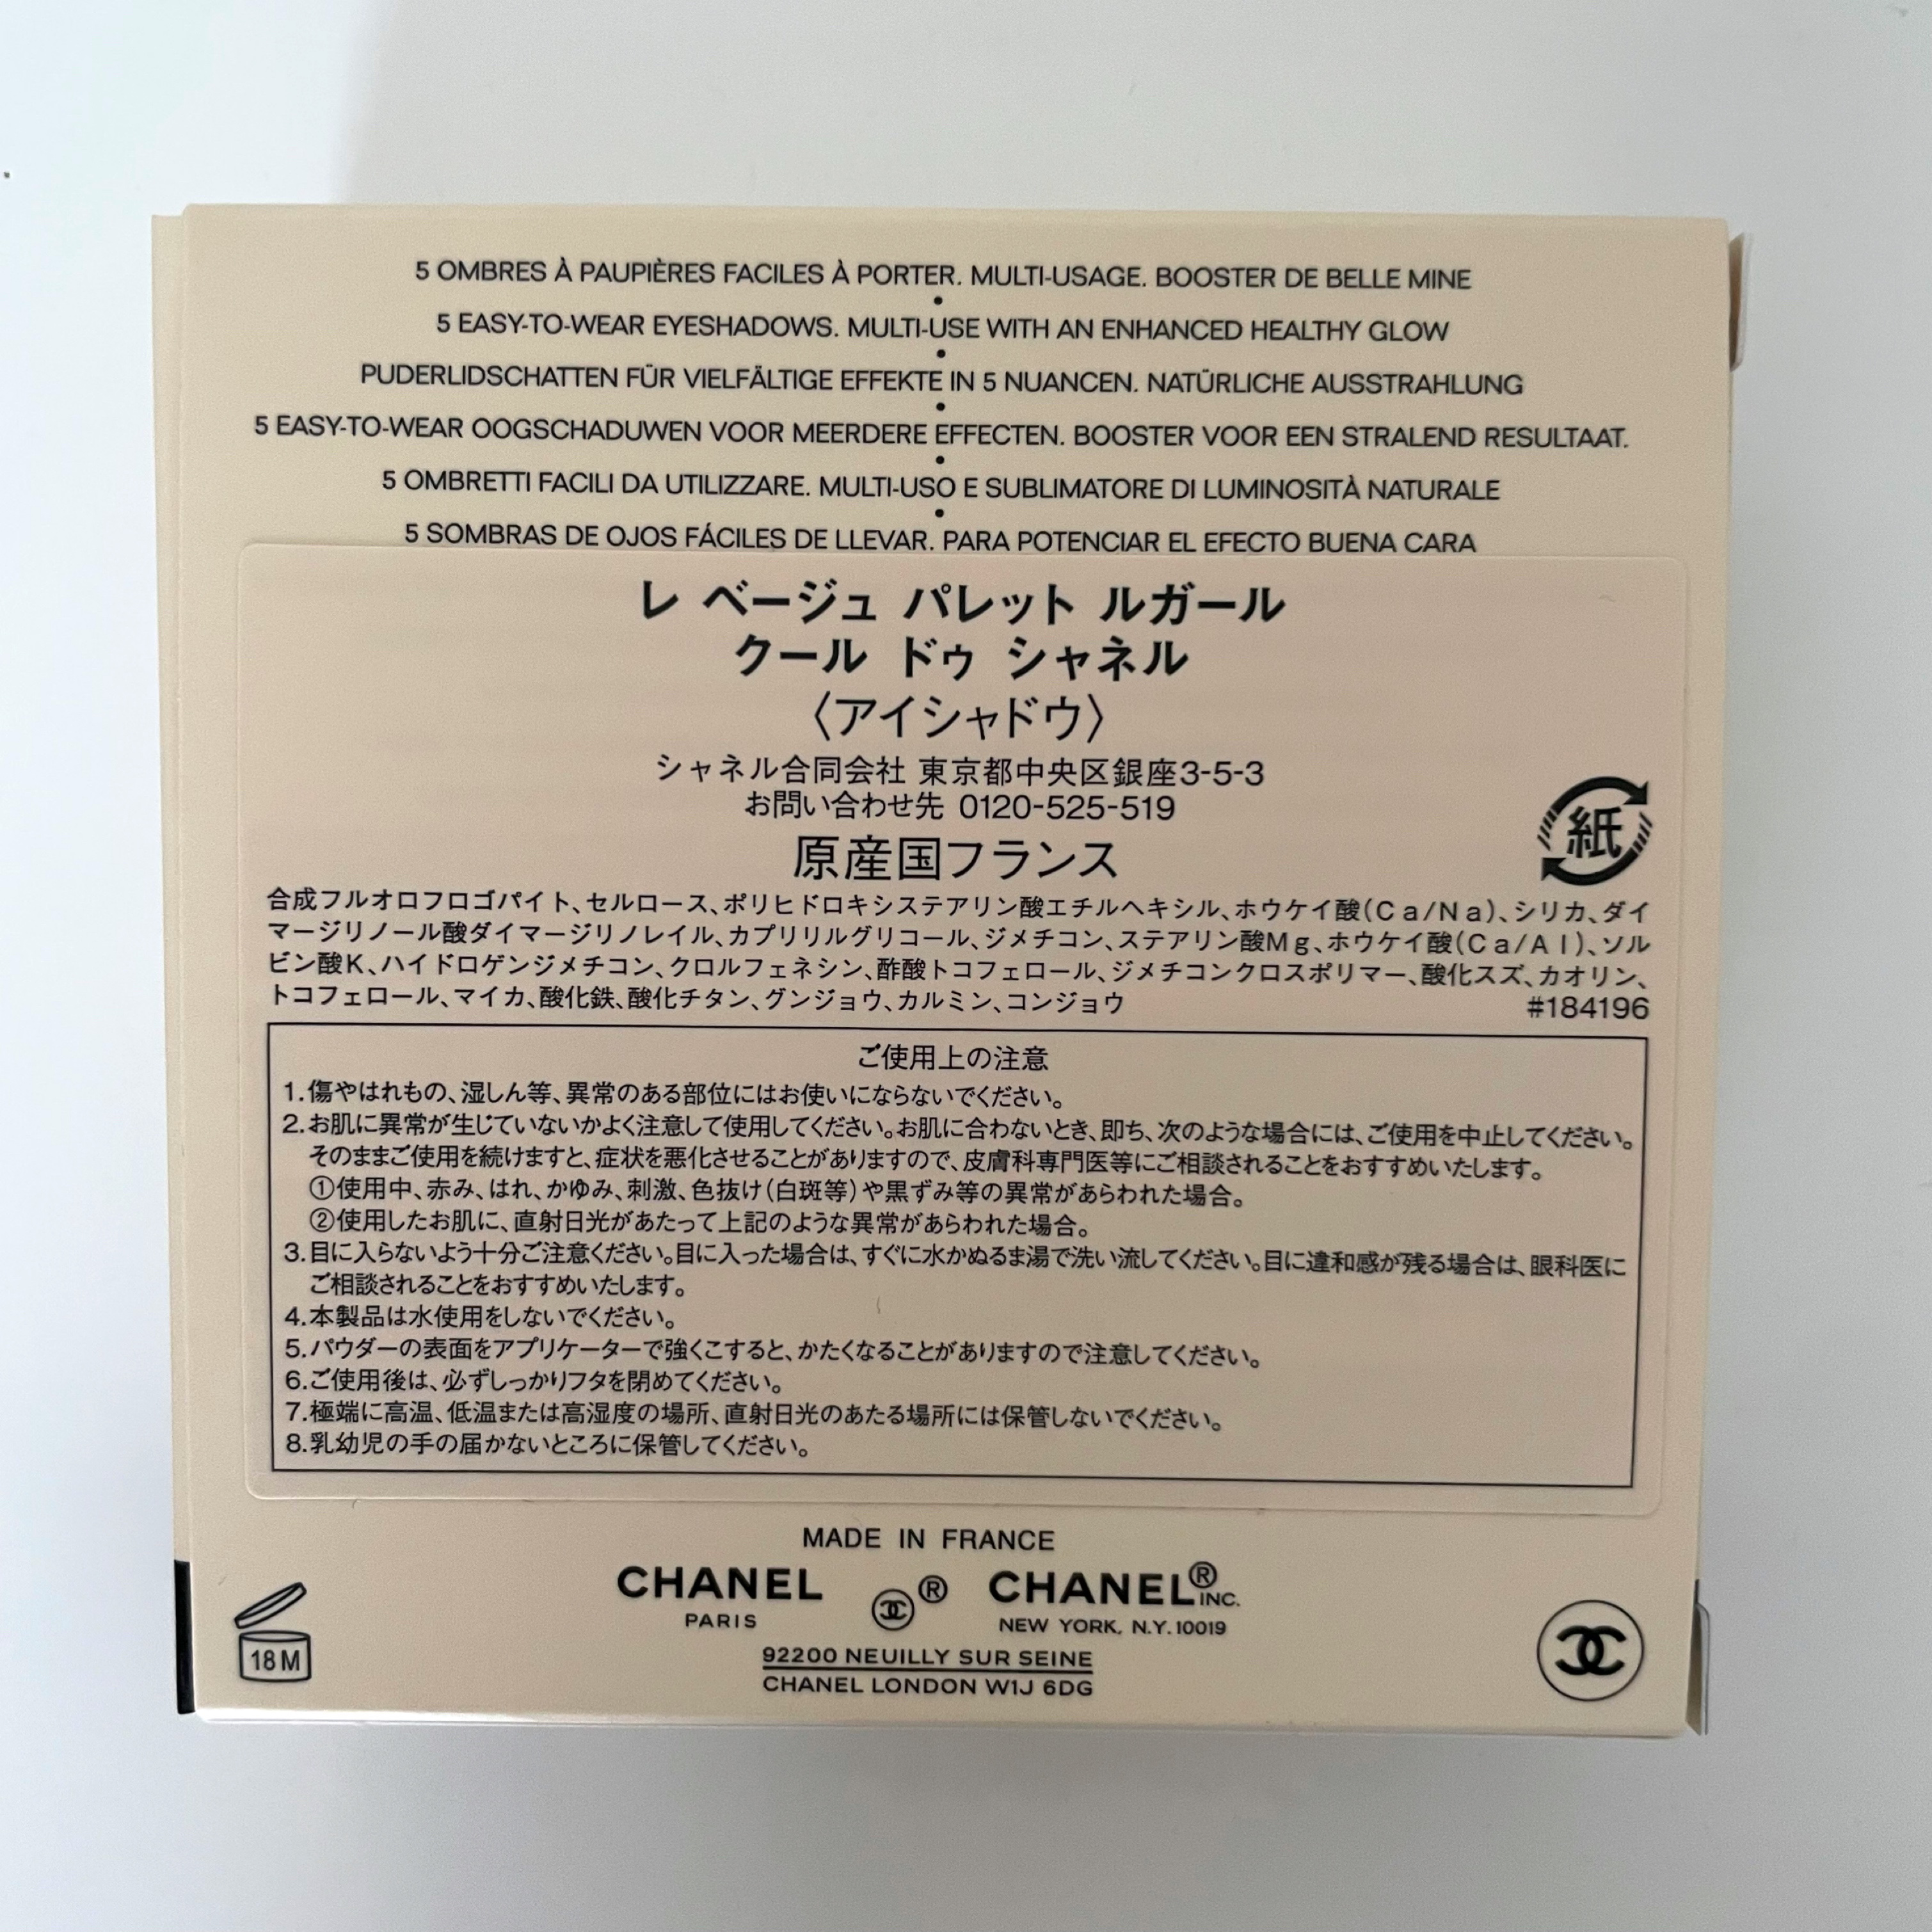 5 OMBRES À PAUPIÈRES FACILES À PORTER. MULTI-USAGE. BOOSTER DE BELLE MINE
•
5 EASY-TO-WEAR EYESHADOWS. MULTI-USE WITH AN ENHANCED HEALTHY GLOW
•
PUDERLIDSCHATTEN FÜR VIELFÄLTIGE EFFEKTE IN 5 NUANCEN. NATÜRLICHE AUSSTRAHLUNG
•
5 EASY-TO-WEAR OOGSCHADUWEN VOOR MEERDERE EFFECTEN. BOOSTER VOOR EEN STRALEND RESULTAAT.
•
5 OMBRETTI FACILI DA UTILIZZARE. MULTI-USO E SUBLIMATORE DI LUMINOSITÀ NATURALE
•
5 SOMBRAS DE OJOS FÁCILES DE LLEVAR. PARA POTENCIAR EL EFECTO BUENA CARA
レ ベージュ パレット ルガール
クール ドゥ シャネル
〈アイシャドウ〉
シャネル合同会社 東京都中央区銀座3-5-3
お問い合わせ先 0120-525-519
原産国フランス
紙
合成フルオロフロゴパイト、セルロース、ポリヒドロキシステアリン酸エチルヘキシル、ホウケイ酸(Ca/Na)、シリカ、ダイ
マージリノール酸ダイマージリノレイル、カプリリルグリコール、ジメチコン、ステアリン酸Mg、ホウケイ酸(Ca/Al)、ソル
ビン酸K、ハイドロゲンジメチコン、クロルフェネシン、酢酸トコフェロール、ジメチコンクロスポリマー、酸化スズ、カオリン、
トコフェロール、マイカ、酸化鉄、酸化チタン、グンジョウ、カルミン、コンジョウ #184196
ご使用上の注意
1.傷やはれもの、湿しん等、異常のある部位にはお使いにならないでください。
2.お肌に異常が生じていないかよく注意して使用してください。お肌に合わないとき、即ち、次のような場合には、ご使用を中止してください。
そのままご使用を続けますと、症状を悪化させることがありますので、皮膚科専門医等にご相談されることをおすすめいたします。
①使用中、赤み、はれ、かゆみ、刺激、色抜け(白斑等)や黒ずみ等の異常があらわれた場合。
②使用したお肌に、直射日光があたって上記のような異常があらわれた場合。
3.目に入らないよう十分ご注意ください。目に入った場合は、すぐに水かぬるま湯で洗い流してください。目に違和感が残る場合は、眼科医に
ご相談されることをおすすめいたします。
4.本製品は水使用をしないでください。
5.パウダーの表面をアプリケーターで強くこすると、かたくなることがありますので注意してください。
6.ご使用後は、必ずしっかりフタを閉めてください。
7.極端に高温、低温または高湿度の場所、直射日光のあたる場所には保管しないでください。
8.乳幼児の手の届かないところに保管してください。
MADE IN FRANCE
CHANEL ® CHANEL® INC.
PARIS NEW YORK, N.Y. 10019
92200 NEUILLY SUR SEINE
CHANEL LONDON W1J 6DG
18 M